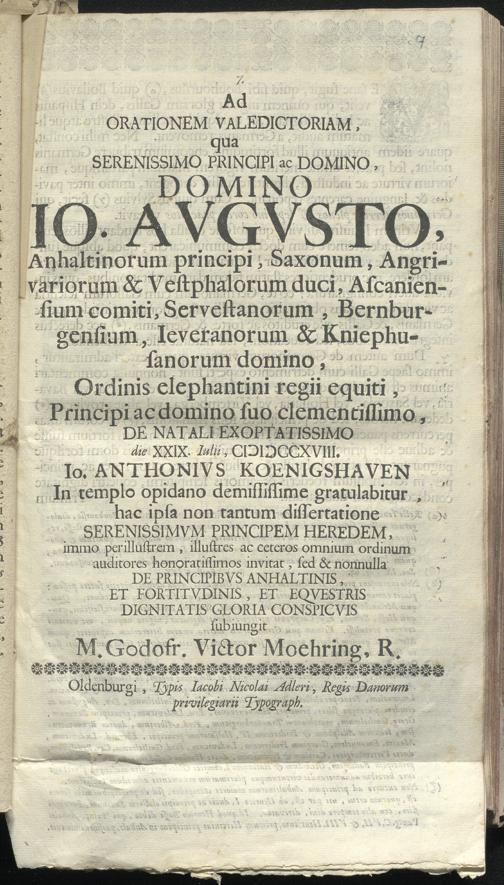 9
7.
Ad
ORATIONEM VALEDICTORIAM,
qua
SERENISSIMO PRINCIPI ac DOMINO,
DOMINO
IO. AVGVSTO,
Anhaltinorum principi, Saxonum, Angri-
variorum & Vestphalorum duci, Ascanien-
sium comiti, Servestanorum, Bernbur-
gensium, Ieveranorum & Kniephu-
sanorum domino,
Ordinis elephantini regii equiti,
Principi ac domino suo clementissimo,
DE NATALI EXOPTATISSIMO
die XXIX. Iulii, CIƆIƆCCXVIII.
Io. ANTHONIVS KOENIGSHAVEN
In templo opidano demississime gratulabitur,
hac ipsa non tantum dissertatione
SERENISSIMVM PRINCIPEM HEREDEM,
immo perillustrem, illustres ac ceteros omnium ordinum
auditores honoratissimos invitat, sed & nonnulla
DE PRINCIPIBVS ANHALTINIS,
ET FORTITVDINIS, ET EQVESTRIS
DIGNITATIS GLORIA CONSPICVIS
subiungit
M. Godofr. Victor Moehring, R.
Oldenburgi, Typis Iacobi Nicolai Adleri, Regis Danorum
privilegiarii Typograph.